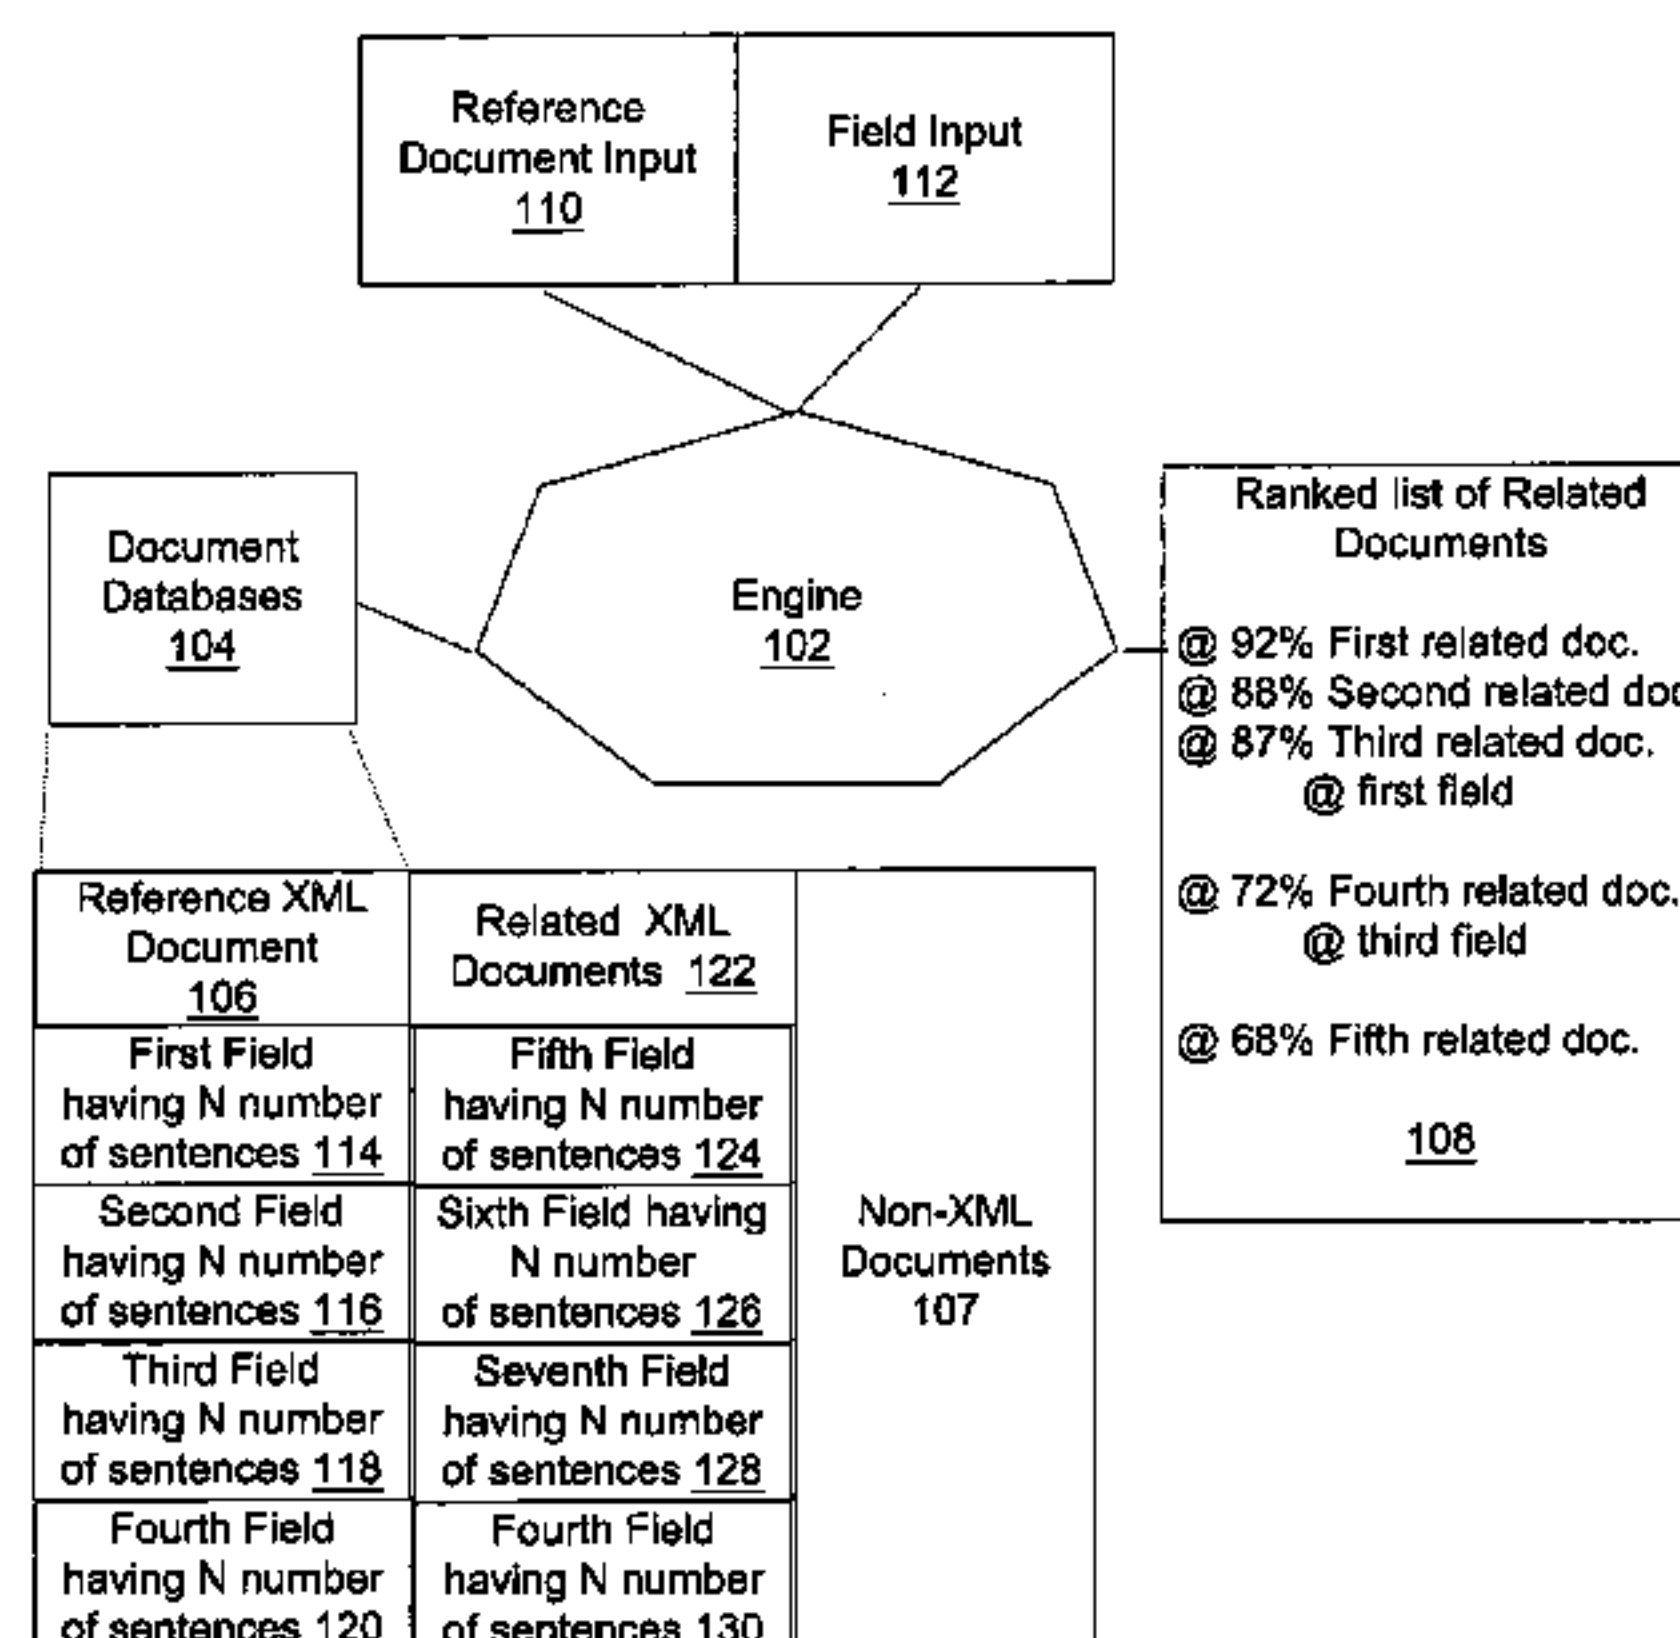 Reference
Document Input
110
Field Input
112
Document
Databases
104
Engine
102
Ranked list of Related
Documents
@ 92% First related doc.
@ 88% Second related doc
@ 87% Third related doc.
@ first field
@ 72% Fourth related doc.
@ third field
@ 68% Fifth related doc.
108
Reference XML
Document
106
First Field
having N number
of sentences 114
Second Field
having N number
of sentences 116
Third Field
having N number
of sentences 118
Fourth Field
having N number
of sentences 120
Related XML
Documents 122
Fifth Field
having N number
of sentences 124
Sixth Field having
N number
of sentences 126
Seventh Field
having N number
of sentences 128
Fourth Field
having N number
of sentences 130
Non-XML
Documents
107